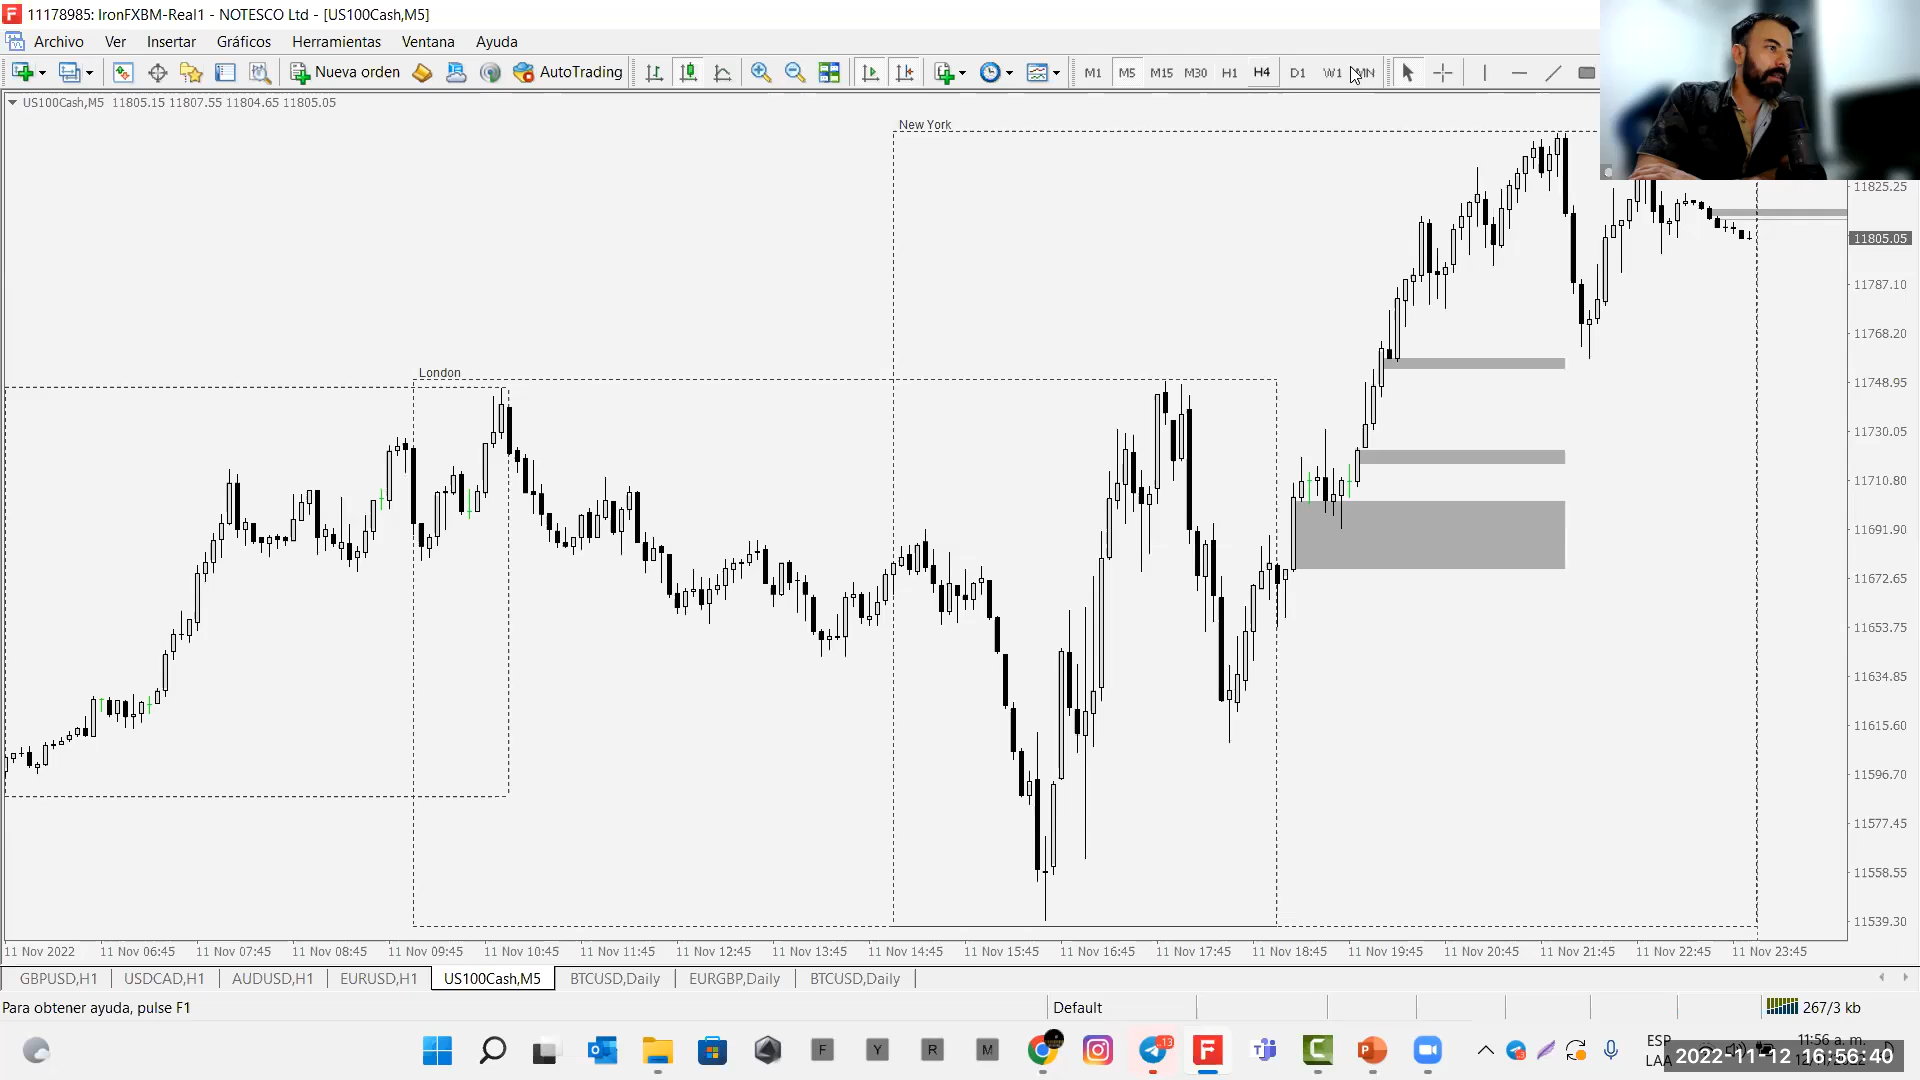 11178985: IronFXBM-Real1 - NOTESCO Ltd - [US100Cash,M5]
Archivo Ver Insertar Gráficos Herramientas Ventana Ayuda
Nueva orden AutoTrading M1 M5 M15 M30 H1 H4 D1 W1 MN
US100Cash,M5 11805.15 11807.55 11804.65 11805.05
New York
11825.25
11805.05
11787.10
11768.20
London
11748.95
11730.05
11710.80
11691.90
11672.65
11653.75
11634.85
11615.60
11596.70
11577.45
11558.55
11539.30
11 Nov 2022 11 Nov 06:45 11 Nov 07:45 11 Nov 08:45 11 Nov 09:45 11 Nov 10:45 11 Nov 11:45 11 Nov 12:45 11 Nov 13:45 11 Nov 14:45 11 Nov 15:45 11 Nov 16:45 11 Nov 17:45 11 Nov 18:45 11 Nov 19:45 11 Nov 20:45 11 Nov 21:45 11 Nov 22:45 11 Nov 23:45
GBPUSD,H1 USDCAD,H1 AUDUSD,H1 EURUSD,H1 US100Cash,M5 BTCUSD,Daily EURGBP,Daily BTCUSD,Daily
Para obtener ayuda, pulse F1 Default 267/3 kb
F Y R M 13 ESP 11:56 a. m.
LAA
2022-11-12 16:56:40